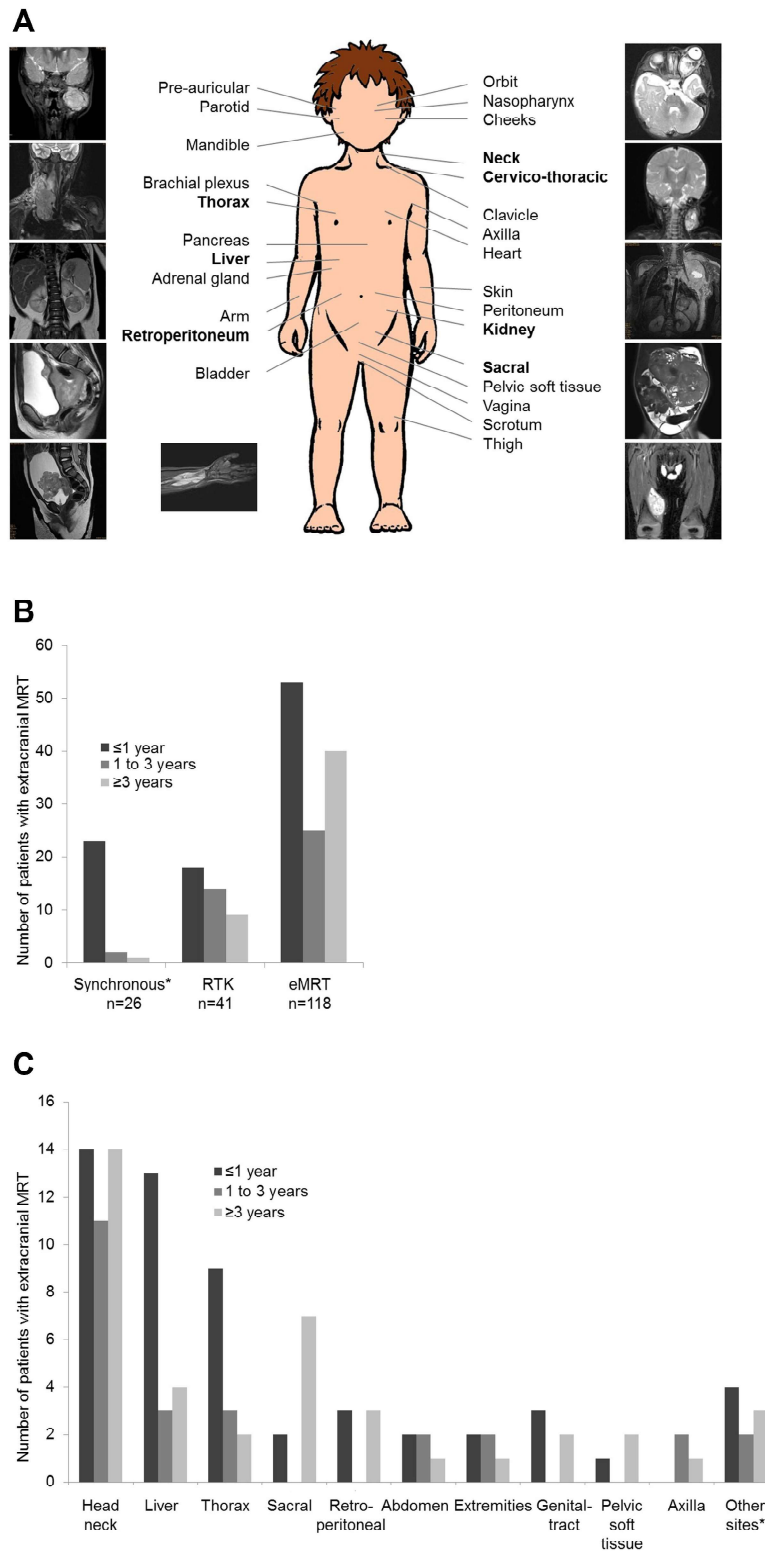 A
Pre-auricular
Parotid
Mandible
Brachial plexus
Thorax
Pancreas
Liver
Adrenal gland
Arm
Retroperitoneum
Bladder
Orbit
Nasopharynx
Cheeks
Neck
Cervico-thoracic
Clavicle
Axilla
Heart
Skin
Peritoneum
Kidney
Sacral
Pelvic soft tissue
Vagina
Scrotum
Thigh
B
Number of patients with extracranial MRT
60
50
40
30
20
10
0
≤1 year
1 to 3 years
≥3 years
Synchronous* RTK eMRT
n=26 n=41 n=118
C
Number of patients with extracranial MRT
16
14
12
10
8
6
4
2
0
≤1 year
1 to 3 years
≥3 years
Head Liver Thorax Sacral Retro- Abdomen Extremities Genital- Pelvic Axilla Other
neck peritoneal tract soft sites*
tissue